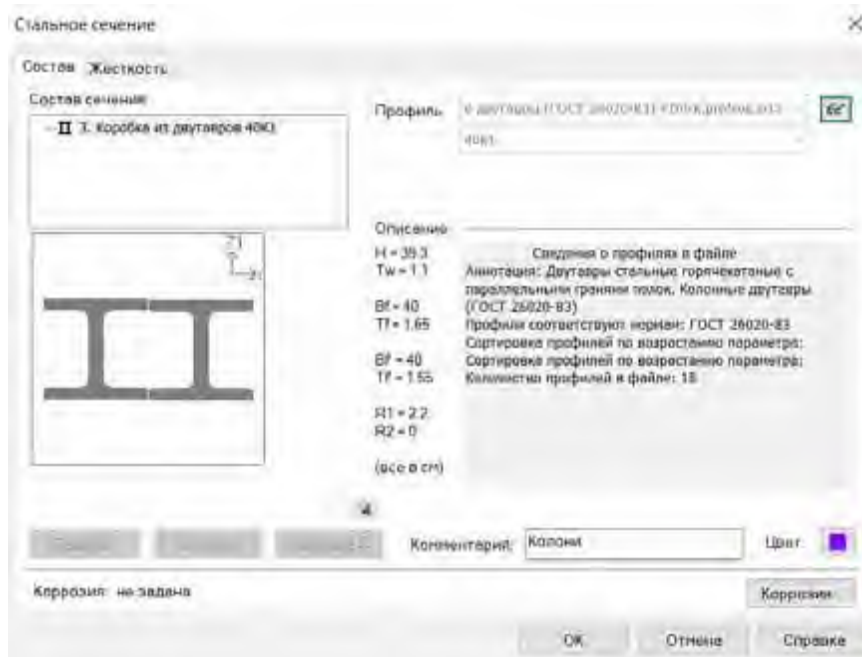 Стальное сечение
Состав Жесткость
Состав сечения
3. Коробка из двутавров 40К1
Профиль
40К1
Описание
H = 39.3
Tw = 1.1
Bf = 40
Tf = 1.65
Bf = 40
Tf = 1.65
R1 = 2.2
R2 = 0
(все в см)
Сведения о профилях в файле
Аннотация: Двутавры стальные горячекатаные с
параллельными гранями полок. Колонные двутавры
(ГОСТ 26020-83)
Профили соответствуют нормам: ГОСТ 26020-83
Сортировка профилей по возрастанию параметра:
Сортировка профилей по возрастанию параметра:
Количество профилей в файле: 18
Комментарий: Колони
Цвет
Коррозия: не задана
Коррозия
ОК Отмена Справка